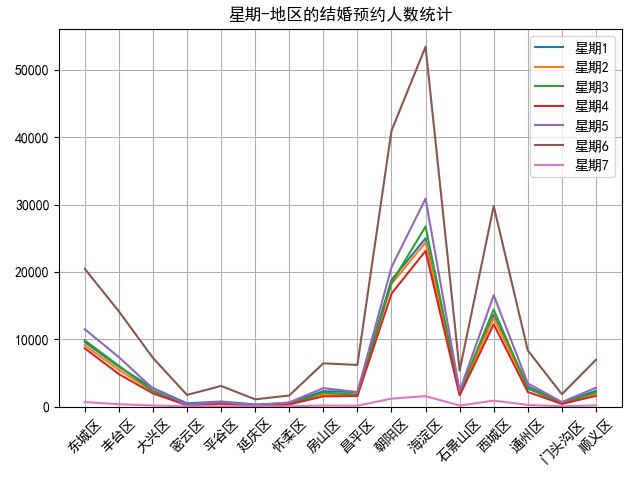 星期-地区的结婚预约人数统计
星期1
星期2
星期3
星期4
星期5
星期6
星期7
50000
40000
30000
20000
10000
0
东城区
丰台区
大兴区
密云区
平谷区
延庆区
怀柔区
房山区
昌平区
朝阳区
海淀区
石景山区
西城区
通州区
门头沟区
顺义区